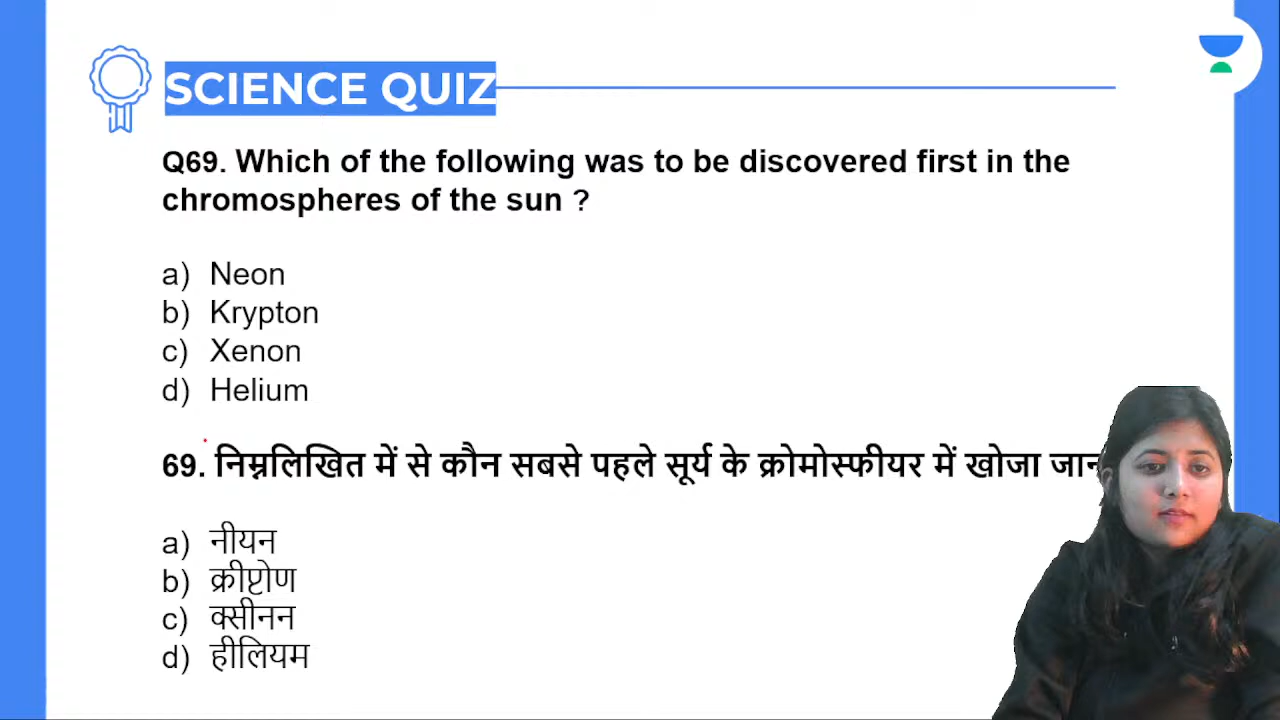 SCIENCE QUIZ
Q69. Which of the following was to be discovered first in the
chromospheres of the sun ?
a) Neon
b) Krypton
c) Xenon
d) Helium
69. निम्नलिखित में से कौन सबसे पहले सूर्य के क्रोमोस्फीयर में खोजा
a) नीयन
b) क्रीप्टोण
c) क्सीनन
d) हीलियम